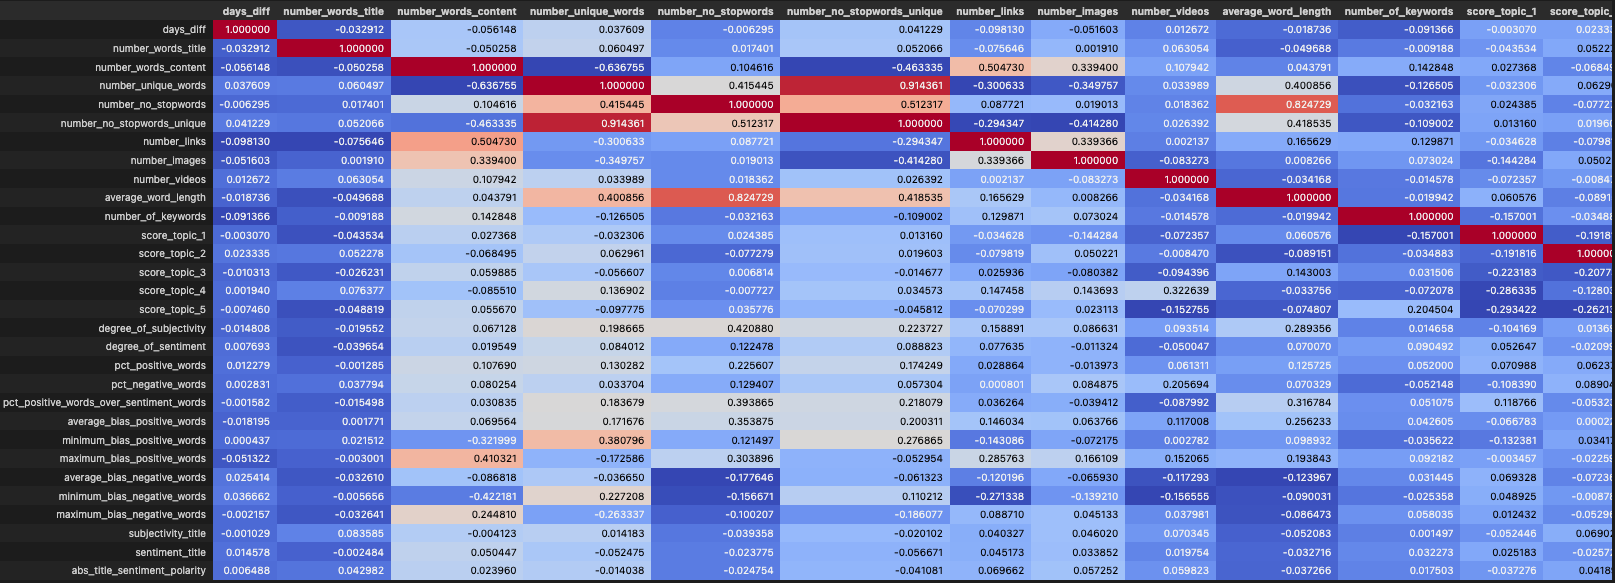 days_diff number_words_title number_words_content number_unique_words number_no_stopwords number_no_stopwords_unique number_links number_images number_videos average_word_length number_of_keywords score_topic_1 score_topic_
days_diff 1.000000 -0.032912 -0.056148 0.037609 -0.006295 0.041229 -0.098130 -0.051603 0.012672 -0.018736 -0.091366 -0.003070 0.0233
number_words_title -0.032912 1.000000 -0.050258 0.060497 0.017401 0.052066 -0.075646 0.001910 0.063054 -0.049688 -0.009188 -0.043534 0.0522
number_words_content -0.056148 -0.050258 1.000000 -0.636755 0.104616 -0.463335 0.504730 0.339400 0.107942 0.043791 0.142848 0.027368 -0.0684
number_unique_words 0.037609 0.060497 -0.636755 1.000000 0.415445 0.914361 -0.300633 -0.349757 0.033989 0.400856 -0.126505 -0.032306 0.0629
number_no_stopwords -0.006295 0.017401 0.104616 0.415445 1.000000 0.512317 0.087721 0.019013 0.018362 0.824729 -0.032163 0.024385 -0.0772
number_no_stopwords_unique 0.041229 0.052066 -0.463335 0.914361 0.512317 1.000000 -0.294347 -0.414280 0.026392 0.418535 -0.109002 0.013160 0.0196
number_links -0.098130 -0.075646 0.504730 -0.300633 0.087721 -0.294347 1.000000 0.339366 0.002137 0.165629 0.129871 -0.034628 -0.0798
number_images -0.051603 0.001910 0.339400 -0.349757 0.019013 -0.414280 0.339366 1.000000 -0.083273 0.008266 0.073024 -0.144284 0.0502
number_videos 0.012672 0.063054 0.107942 0.033989 0.018362 0.026392 0.002137 -0.083273 1.000000 -0.034168 -0.014578 -0.072357 -0.0084
average_word_length -0.018736 -0.049688 0.043791 0.400856 0.824729 0.418535 0.165629 0.008266 -0.034168 1.000000 -0.019942 0.060576 -0.0891
number_of_keywords -0.091366 -0.009188 0.142848 -0.126505 -0.032163 -0.109002 0.129871 0.073024 -0.014578 -0.019942 1.000000 -0.157001 -0.0348
score_topic_1 -0.003070 -0.043534 0.027368 -0.032306 0.024385 0.013160 -0.034628 -0.144284 -0.072357 0.060576 -0.157001 1.000000 -0.1918
score_topic_2 0.023335 0.052278 -0.068495 0.062961 -0.077279 0.019603 -0.079819 0.050221 -0.008470 -0.089151 -0.034883 -0.191816 1.0000
score_topic_3 -0.010313 -0.026231 0.059885 -0.056607 0.006814 -0.014677 0.025936 -0.080382 -0.094396 0.143003 0.031506 -0.223183 -0.207
score_topic_4 0.001940 0.076377 -0.085510 0.136902 -0.007727 0.034573 0.147458 0.143693 0.322639 -0.033756 -0.072078 -0.286335 -0.1280
score_topic_5 -0.007460 -0.048819 0.055670 -0.097775 0.035776 -0.045812 -0.070299 0.023113 -0.152755 -0.074807 0.204504 -0.293422 -0.2621
degree_of_subjectivity -0.014808 -0.019552 0.067128 0.198665 0.420880 0.223727 0.158891 0.086631 0.093514 0.289356 0.014658 -0.104169 0.0136
degree_of_sentiment 0.007693 -0.039654 0.019549 0.084012 0.122478 0.088823 0.077635 -0.011324 -0.050047 0.070070 0.090492 0.052647 -0.0209
pct_positive_words 0.012279 -0.001285 0.107690 0.130282 0.225607 0.174249 0.028864 -0.013973 0.061311 0.125725 0.052000 0.070988 0.0623
pct_negative_words 0.002831 0.037794 0.080254 0.033704 0.129407 0.057304 0.000801 0.084875 0.205694 0.070329 -0.052148 -0.108390 0.0890
pct_positive_words_over_sentiment_words -0.001582 -0.015498 0.030835 0.183679 0.393865 0.218079 0.036264 -0.039412 -0.087992 0.316784 0.051075 0.118766 -0.0532
average_bias_positive_words -0.018195 0.001771 0.069564 0.171676 0.353875 0.200311 0.146034 0.063766 0.117008 0.256233 0.042605 -0.066783 0.000
minimum_bias_positive_words 0.000437 0.021512 -0.321999 0.380796 0.121497 0.276865 -0.143086 -0.072175 0.002782 0.098932 -0.035622 -0.132381 0.0341
maximum_bias_positive_words -0.051322 -0.003001 0.410321 -0.172586 0.303896 -0.052954 0.285763 0.166109 0.152065 0.193843 0.092182 -0.003457 -0.0225
average_bias_negative_words 0.025414 -0.032610 -0.086818 -0.036650 -0.177646 -0.061323 -0.120196 -0.065930 -0.117293 -0.123967 0.031445 0.069328 -0.0723
minimum_bias_negative_words 0.036662 -0.005656 -0.422181 0.227208 -0.156671 0.110212 -0.271338 -0.139210 -0.156555 -0.090031 -0.025358 0.048925 -0.0087
maximum_bias_negative_words -0.002157 -0.032641 0.244810 -0.263337 -0.100207 -0.186077 0.088710 0.045133 0.037981 -0.086473 0.058035 0.012432 -0.0529
subjectivity_title -0.001029 0.083585 -0.004123 0.014183 -0.039358 -0.020102 0.040327 0.046020 0.070345 -0.052083 0.001497 -0.052446 0.0690
sentiment_title 0.014578 -0.002484 0.050447 -0.052475 -0.023775 -0.056671 0.045173 0.033852 0.019754 -0.032716 0.032273 0.025183 -0.0257
abs_title_sentiment_polarity 0.006488 0.042982 0.023960 -0.014038 -0.024754 -0.041081 0.069662 0.057252 0.059823 -0.037266 0.017503 -0.037276 0.0418